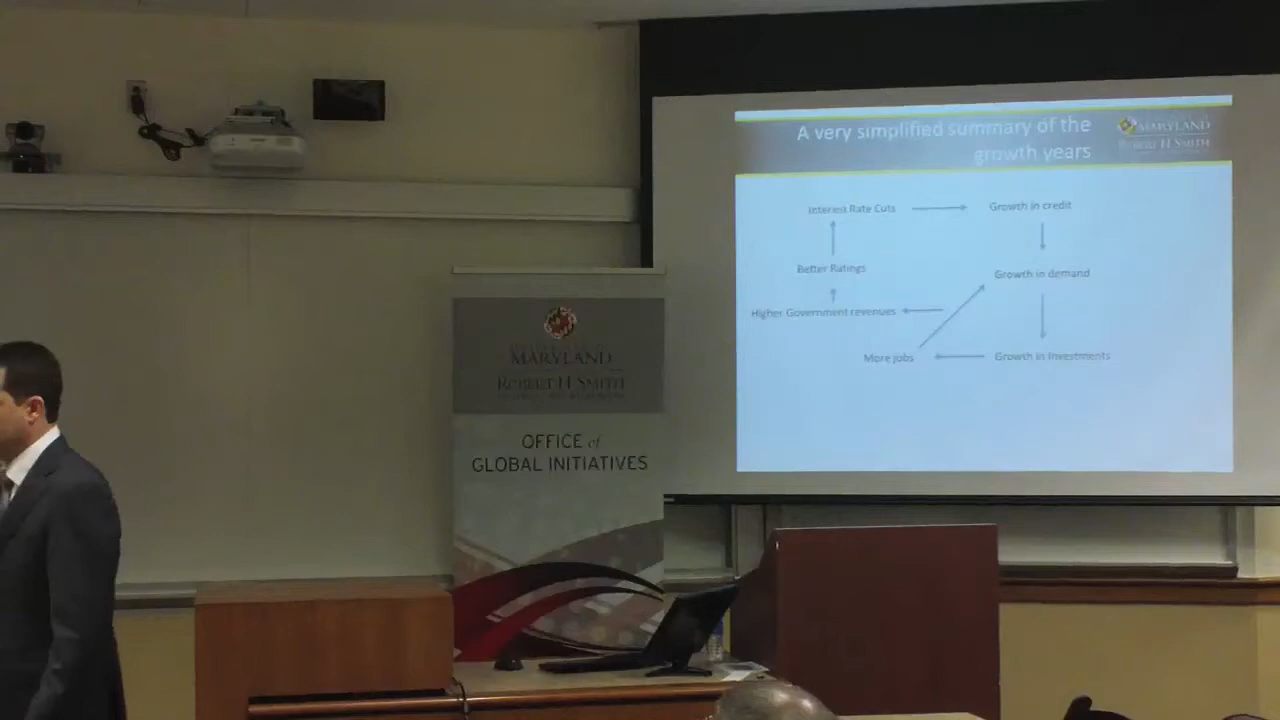 A very simplified summary of the
growth years
MARYLAND
ROBERT H. SMITH
Interest Rate Cuts
Growth in credit
Better Ratings
Growth in demand
Higher Government revenues
More jobs
Growth in Investments
MARYLAND
ROBERT H. SMITH
OFFICE of
GLOBAL INITIATIVES